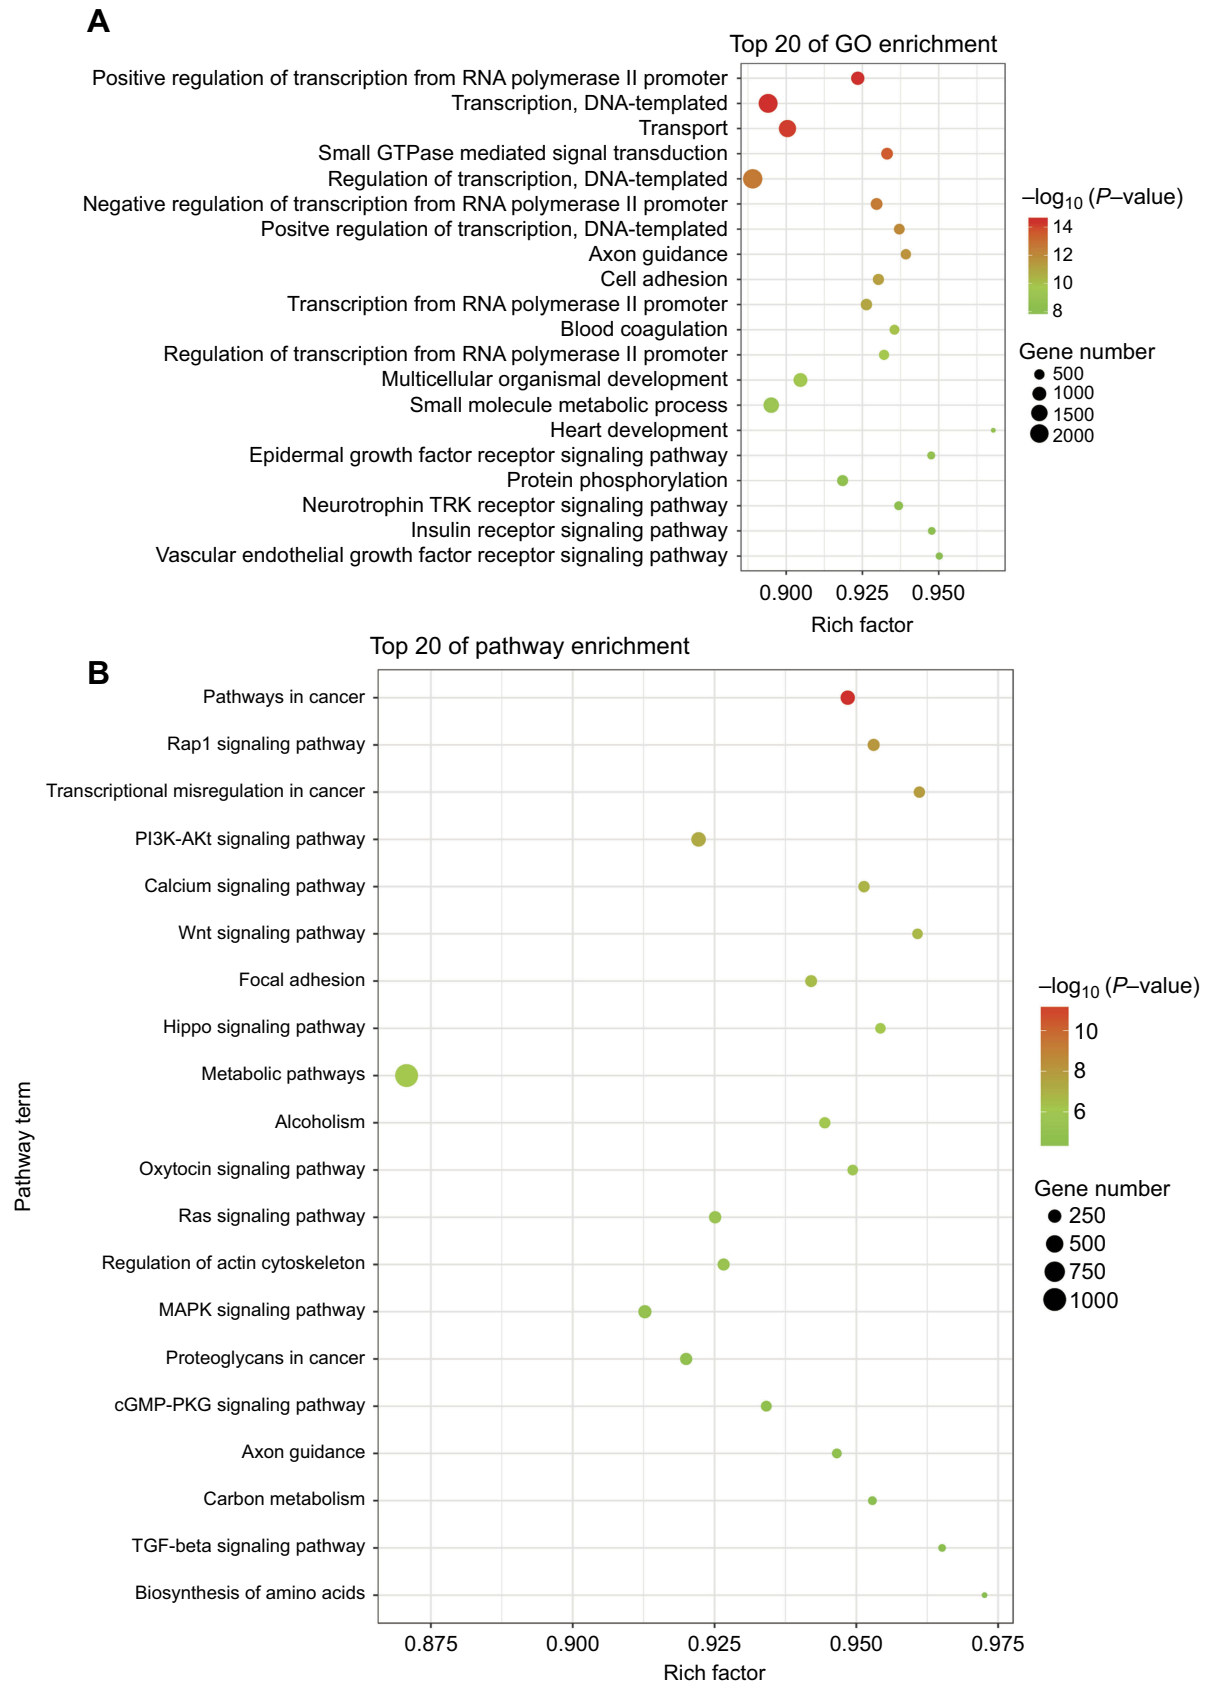 A
Top 20 of GO enrichment
Positive regulation of transcription from RNA polymerase II promoter
Transcription, DNA-templated
Transport
Small GTPase mediated signal transduction
Regulation of transcription, DNA-templated
Negative regulation of transcription from RNA polymerase II promoter
Positve regulation of transcription, DNA-templated
Axon guidance
Cell adhesion
Transcription from RNA polymerase II promoter
Blood coagulation
Regulation of transcription from RNA polymerase II promoter
Multicellular organismal development
Small molecule metabolic process
Heart development
Epidermal growth factor receptor signaling pathway
Protein phosphorylation
Neurotrophin TRK receptor signaling pathway
Insulin receptor signaling pathway
Vascular endothelial growth factor receptor signaling pathway
0.900 0.925 0.950
Rich factor
–log10 (P–value)
14
12
10
8
Gene number
500
1000
1500
2000
B
Top 20 of pathway enrichment
Pathway term
Pathways in cancer
Rap1 signaling pathway
Transcriptional misregulation in cancer
PI3K-AKt signaling pathway
Calcium signaling pathway
Wnt signaling pathway
Focal adhesion
Hippo signaling pathway
Metabolic pathways
Alcoholism
Oxytocin signaling pathway
Ras signaling pathway
Regulation of actin cytoskeleton
MAPK signaling pathway
Proteoglycans in cancer
cGMP-PKG signaling pathway
Axon guidance
Carbon metabolism
TGF-beta signaling pathway
Biosynthesis of amino acids
0.875 0.900 0.925 0.950 0.975
Rich factor
–log10 (P–value)
10
8
6
Gene number
250
500
750
1000